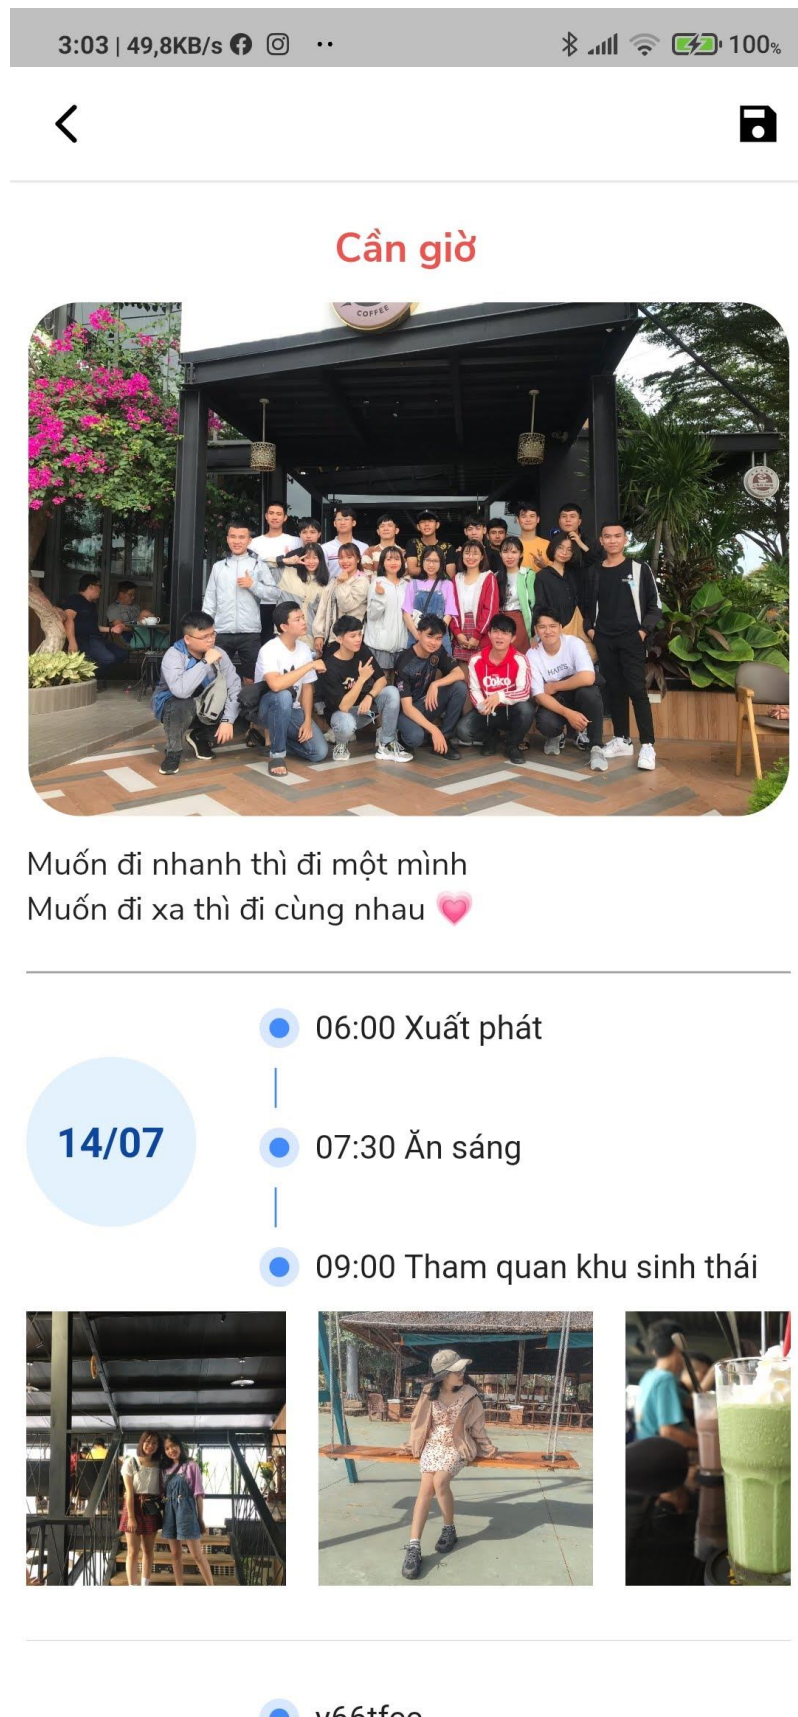 3:03 | 49,8KB/s
100%
Cần giờ
COFFEE
Coke
Muốn đi nhanh thì đi một mình
Muốn đi xa thì đi cùng nhau 💗
06:00 Xuất phát
14/07
07:30 Ăn sáng
09:00 Tham quan khu sinh thái